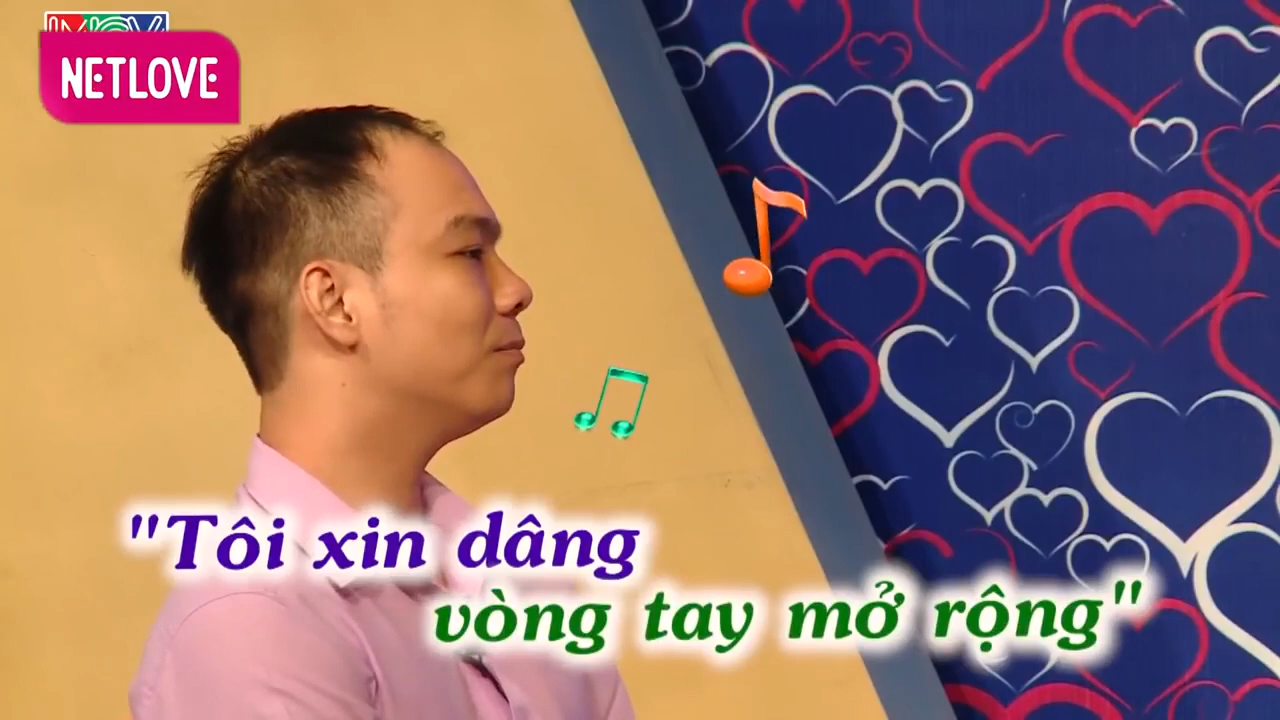 NETLOVE
"Tôi xin dâng
vòng tay mở rộng"